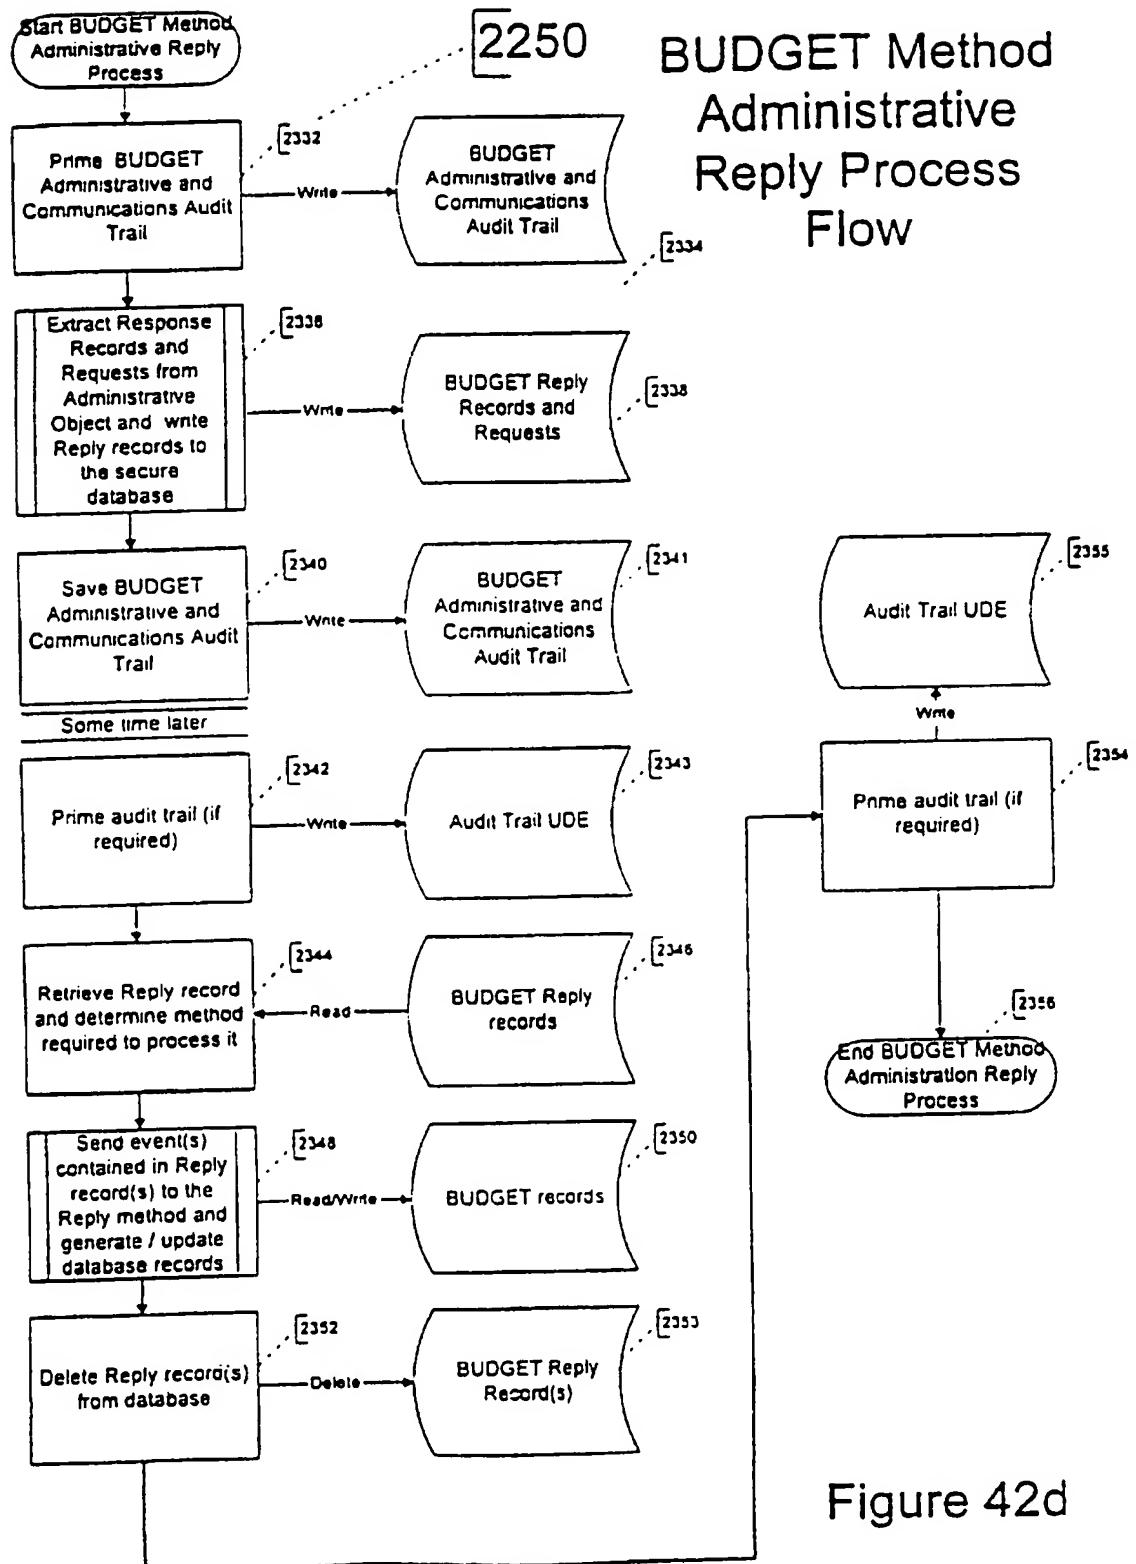 Start BUDGET Method
Administrative Reply
Process
2250
BUDGET Method
Administrative
Reply Process
Flow
Prime BUDGET
Administrative and
Communications Audit
Trail
2332
Write
BUDGET
Administrative and
Communications
Audit Trail
2334
Extract Response
Records and
Requests from
Administrative
Object and write
Reply records to
the secure
database
2338
Write
BUDGET Reply
Records and
Requests
2338
Save BUDGET
Administrative and
Communications Audit
Trail
2340
Write
BUDGET
Administrative and
Communications
Audit Trail
2341
Some time later
Prime audit trail (if
required)
2342
Write
Audit Trail UDE
2343
Retrieve Reply record
and determine method
required to process it
2344
Read
BUDGET Reply
records
2346
Send event(s)
contained in Reply
record(s) to the
Reply method and
generate / update
database records
2348
Read/Write
BUDGET records
2350
Delete Reply record(s)
from database
2352
Delete
BUDGET Reply
Record(s)
2353
Audit Trail UDE
2355
Write
Prime audit trail (if
required)
2354
2356
End BUDGET Method
Administration Reply
Process
Figure 42d